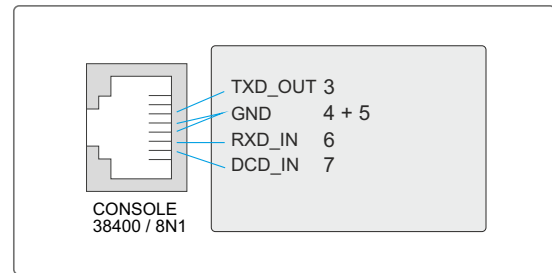 TXD_OUT 3
GND 4 + 5
RXD_IN 6
DCD_IN 7
CONSOLE
38400 / 8N1